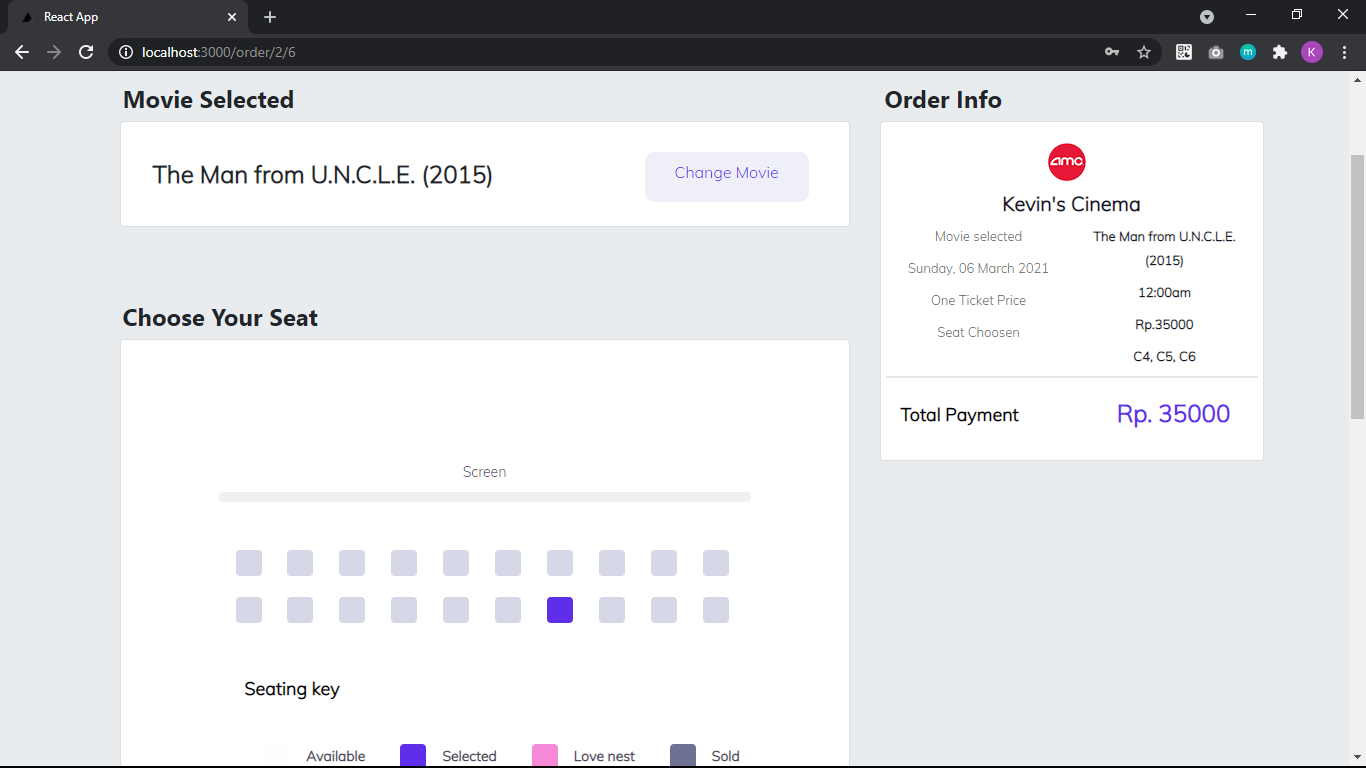 React App
localhost:3000/order/2/6
m
K
Movie Selected
The Man from U.N.C.L.E. (2015)
Change Movie
Choose Your Seat
Screen
Seating key
Available
Selected
Love nest
Sold
Order Info
amc
Kevin's Cinema
Movie selected
The Man from U.N.C.L.E.
(2015)
Sunday, 06 March 2021
12:00am
One Ticket Price
Rp.35000
Seat Choosen
C4, C5, C6
Total Payment
Rp. 35000